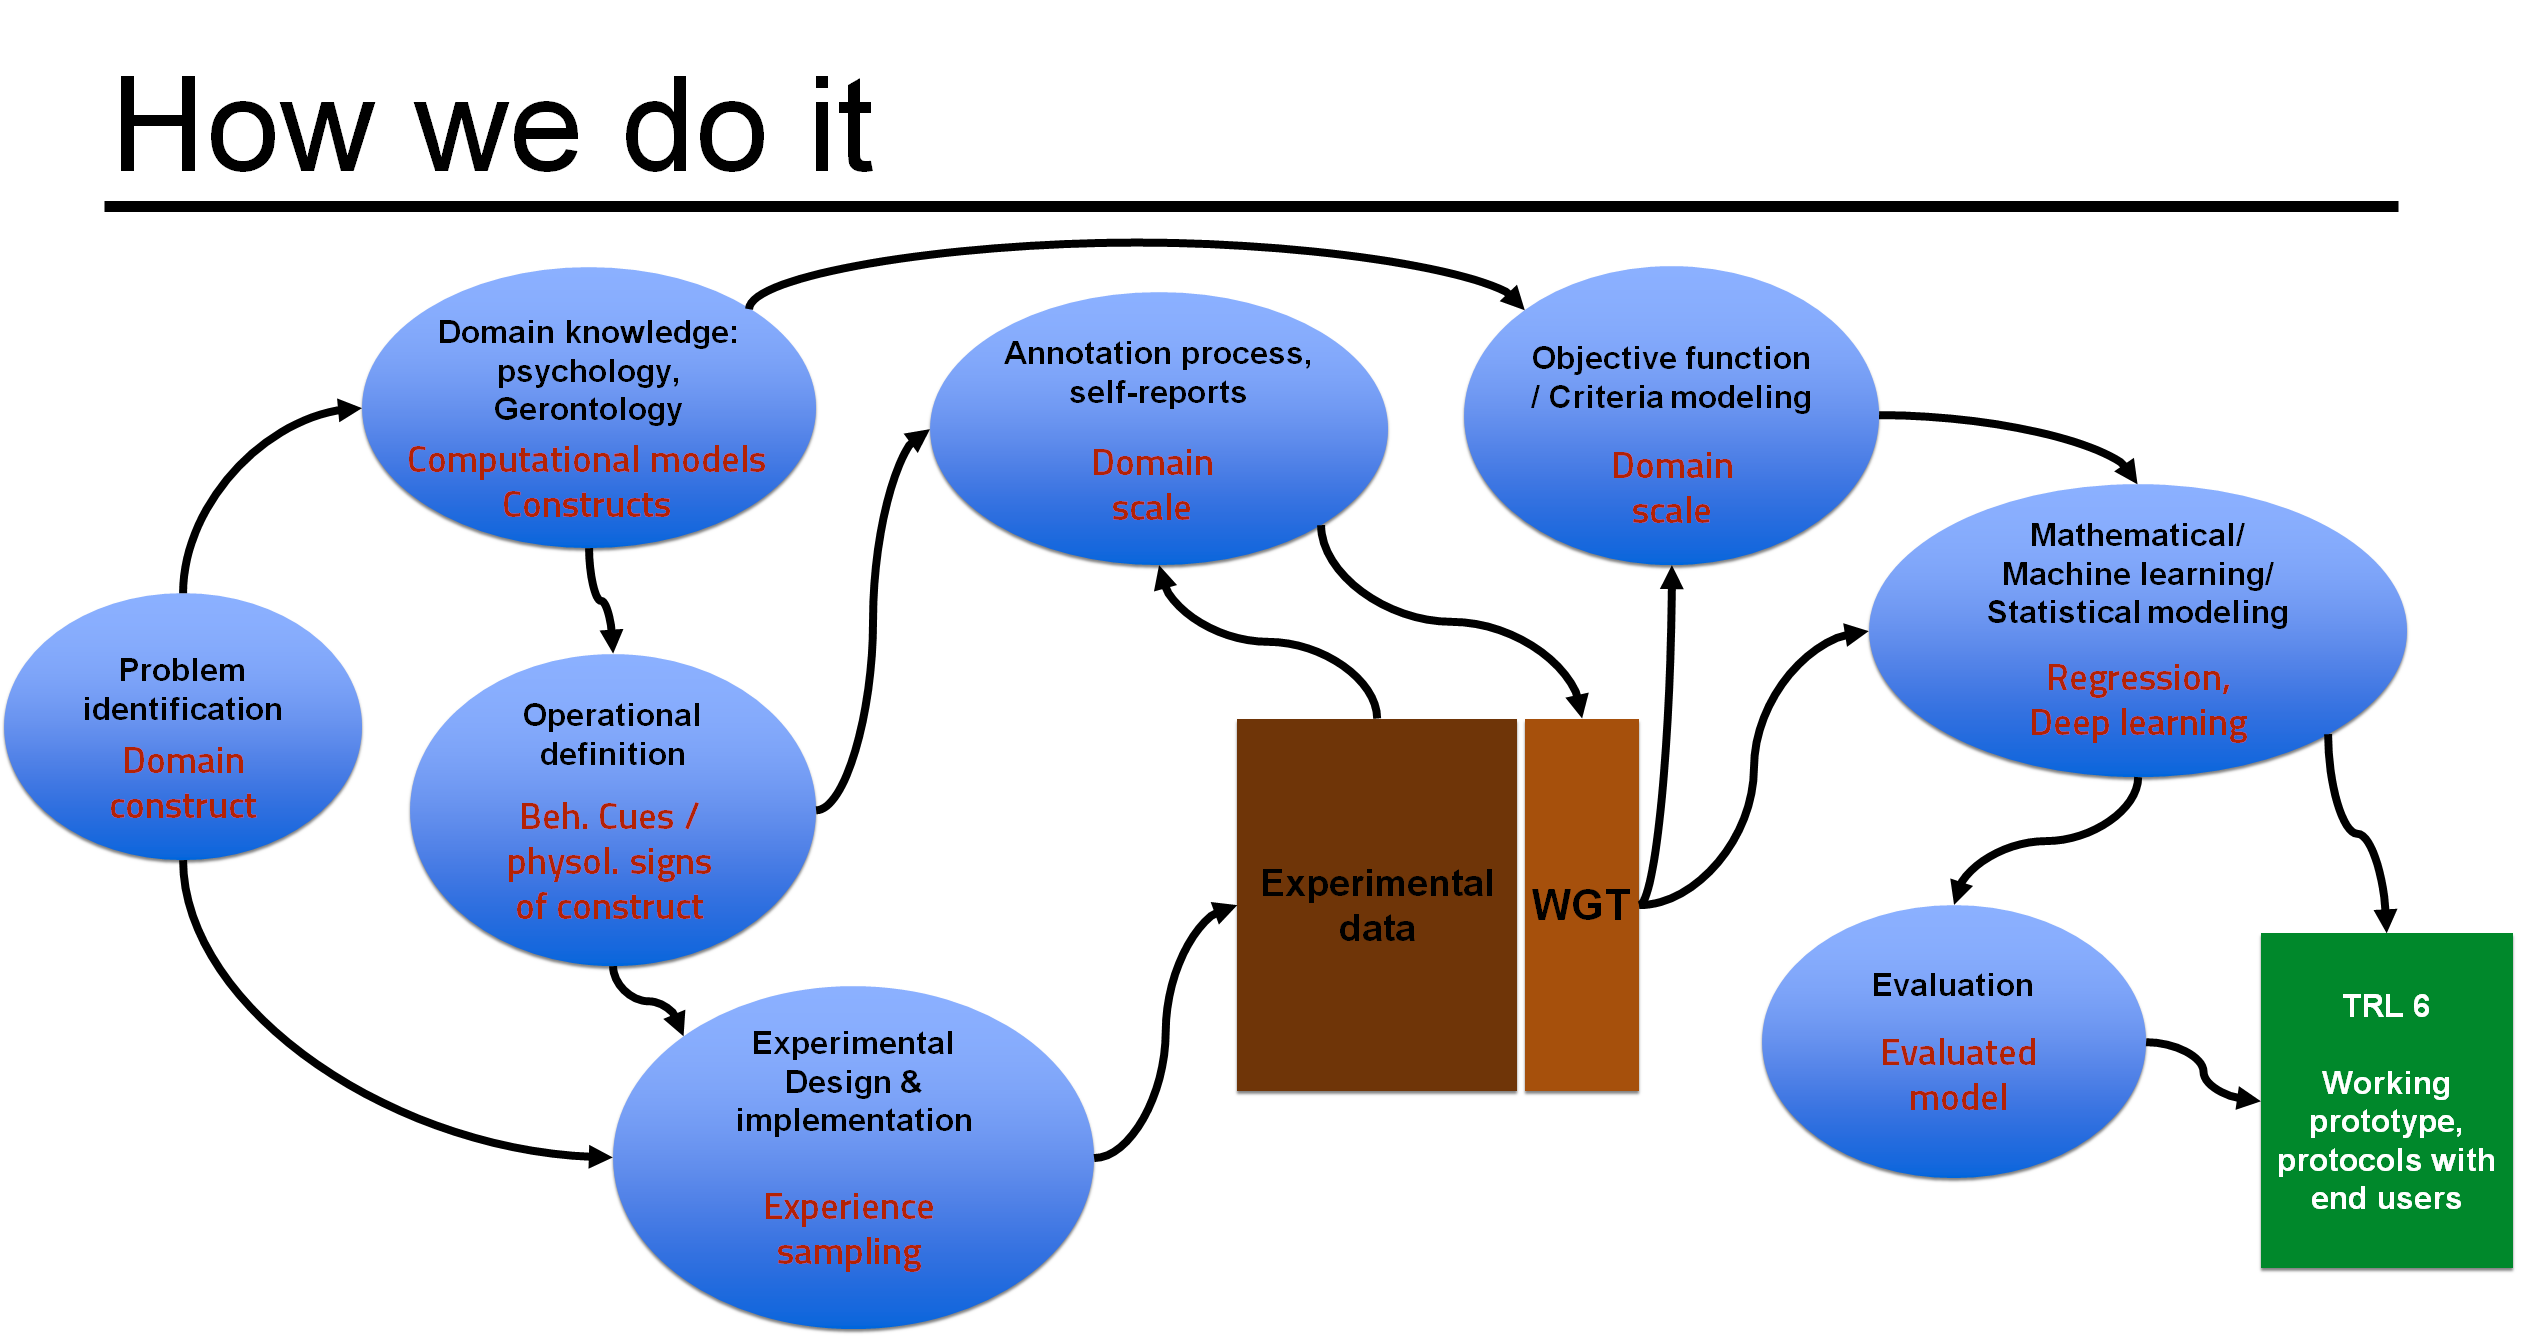 How we do it
Domain knowledge:
psychology,
Gerontology
Computational models
Constructs
Annotation process,
self-reports
Domain
scale
Objective function
/ Criteria modeling
Domain
scale
Mathematical/
Machine learning/
Statistical modeling
Regression,
Deep learning
Problem
identification
Domain
construct
Operational
definition
Beh. Cues /
physol. signs
of construct
Experimental
data
WGT
Experimental
Design &
implementation
Experience
sampling
Evaluation
Evaluated
model
TRL 6
Working
prototype,
protocols with
end users